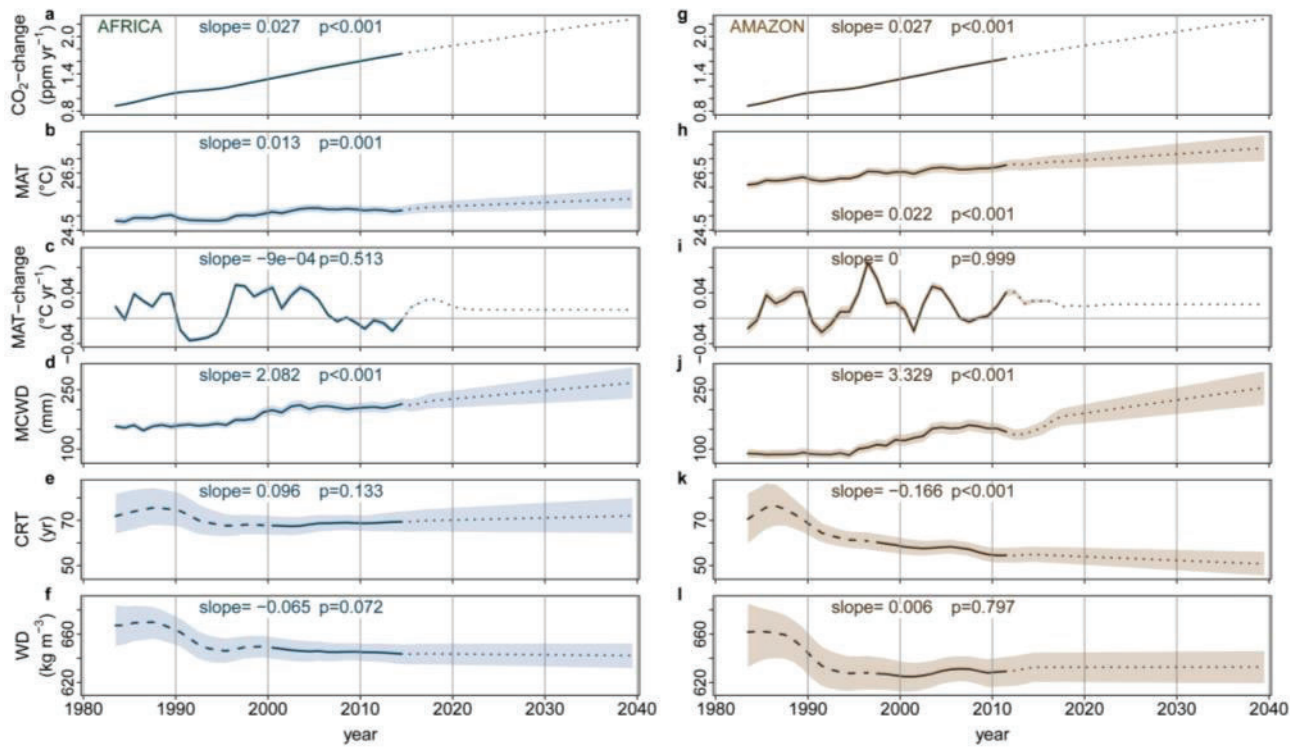 a
AFRICA
slope= 0.027 p<0.001
CO₂−change
(ppm yr⁻¹)
0.8 1.4 2.0
b
slope= 0.013 p=0.001
MAT
(°C)
24.5 26.5
c
slope= −9e−04 p=0.513
MAT−change
(°C yr⁻¹)
−0.04 0.04
d
slope= 2.082 p<0.001
MCWD
(mm)
100 250
e
slope= 0.096 p=0.133
CRT
(yr)
50 70
f
slope= −0.065 p=0.072
WD
(kg m⁻³)
620 660
1980 1990 2000 2010 2020 2030 2040
year
g
AMAZON
slope= 0.027 p<0.001
0.8 1.4 2.0
h
slope= 0.022 p<0.001
24.5 26.5
i
slope= 0 p=0.999
−0.04 0.04
j
slope= 3.329 p<0.001
100 250
k
slope= −0.166 p<0.001
50 70
l
slope= 0.006 p=0.797
620 660
1980 1990 2000 2010 2020 2030 2040
year